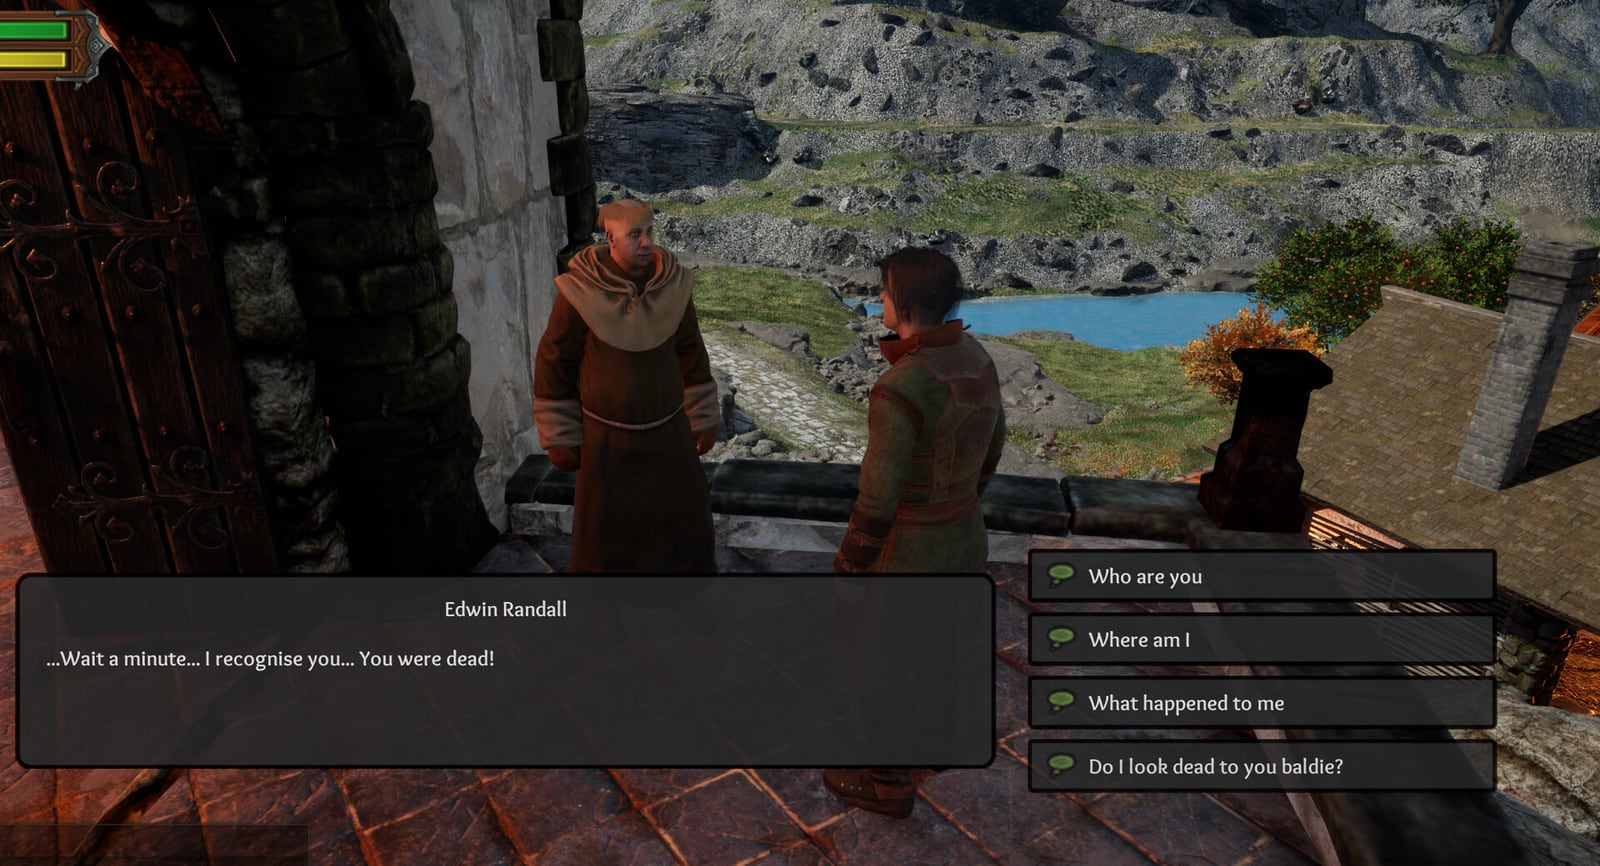 Edwin Randall
...Wait a minute... I recognise you... You were dead!
Who are you
Where am I
What happened to me
Do I look dead to you baldie?